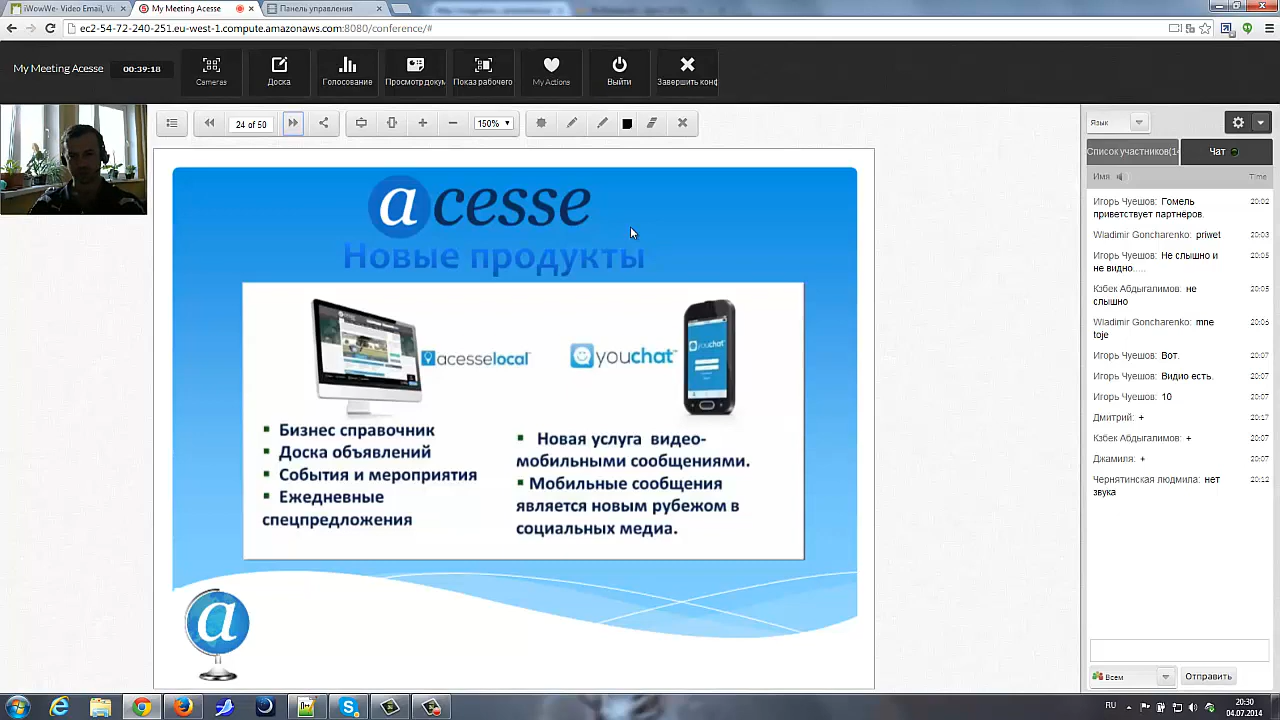 iWowWe- Video Email, Vi
My Meeting Acesse
Панель управления
ec2-54-72-240-251.eu-west-1.compute.amazonaws.com:8080/conference/#
My Meeting Acesse
00:39:18
Cameras
Доска
Голосование
Просмотр докум
Показ рабочего
My Actions
Выйти
Завершить конф
24 of 50
150%
acesse
Новые продукты
acesselocal
youchat
youchat
Бизнес справочник
Доска объявлений
События и мероприятия
Ежедневные
спецпредложения
Новая услуга видео-
мобильными сообщениями.
Мобильные сообщения
является новым рубежом в
социальных медиа.
a
Язык
Список участников(1
Чат
Имя
Time
Игорь Чуешов: Гомель 20:02
приветствует партнёров.
Wladimir Goncharenko: priwet 20:03
Игорь Чуешов: Не слышно и 20:05
не видно.....
Кзбек Абдыгалимов: не 20:05
слышно
Wladimir Goncharenko: mne 20:06
toje
Игорь Чуешов: Вот. 20:07
Игорь Чуешов: Видио есть. 20:07
Игорь Чуешов: 10 20:07
Дмитрий: + 20:17
Кзбек Абдыгалимов: + 20:07
Джамиля: + 20:07
Чернятинская людмила: нет 20:12
звука
Всем
Отправить
RU
20:30
04.07.2014